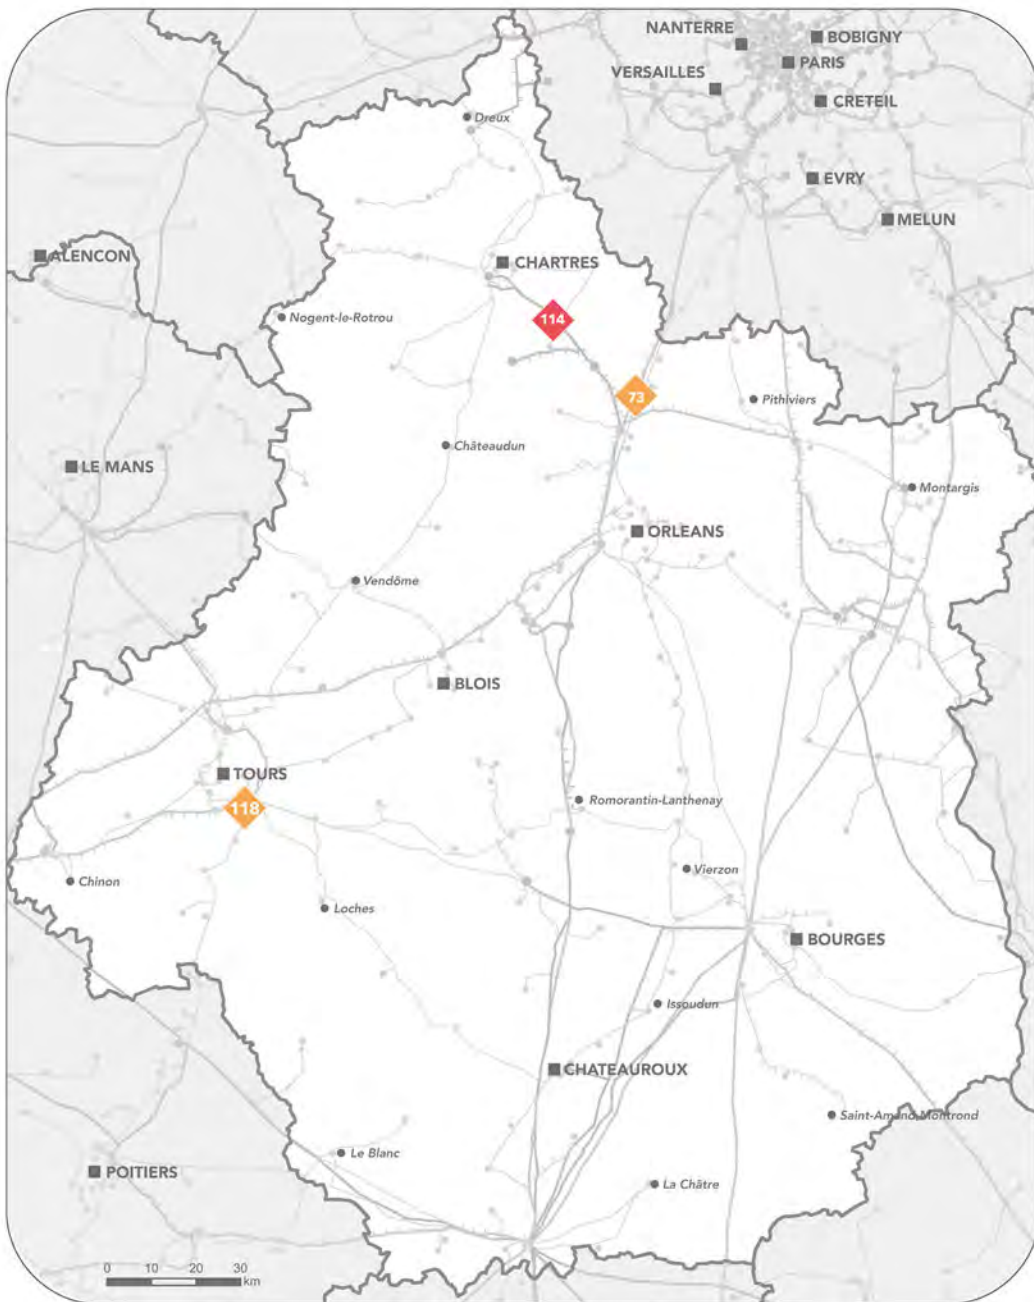 NANTERRE
BOBIGNY
PARIS
VERSAILLES
CRETEIL
Dreux
EVRY
MELUN
ALENCON
CHARTRES
Nogent-le-Rotrou
114
73
Pithiviers
Châteaudun
LE MANS
Montargis
ORLEANS
Vendôme
BLOIS
TOURS
118
Romorantin-Lanthenay
Vierzon
Chinon
Loches
BOURGES
Issoudun
CHATEAUROUX
Saint-Amand-Montrond
Le Blanc
POITIERS
La Châtre
0 10 20 30
km